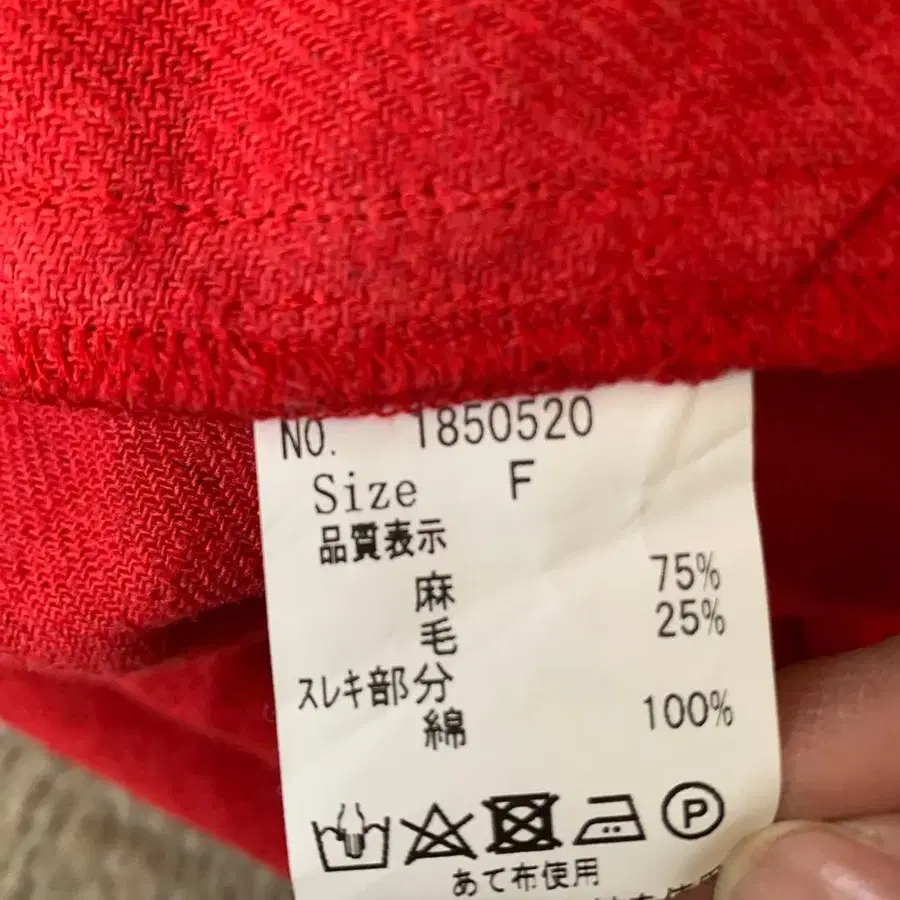 NO. 1850520
Size F
品質表示
麻 75%
毛 25%
スレキ部分
綿 100%
P
あて布使用